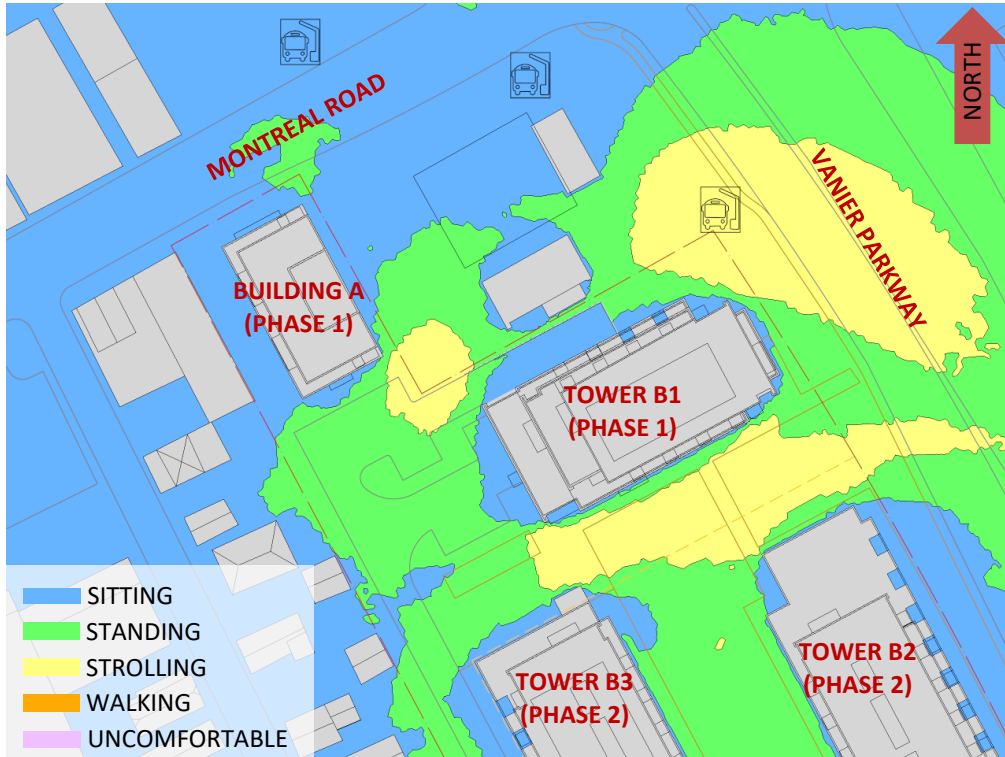 NORTH
MONTREAL ROAD
VANIER PARKWAY
BUILDING A
(PHASE 1)
TOWER B1
(PHASE 1)
TOWER B2
(PHASE 2)
TOWER B3
(PHASE 2)
SITTING
STANDING
STROLLING
WALKING
UNCOMFORTABLE